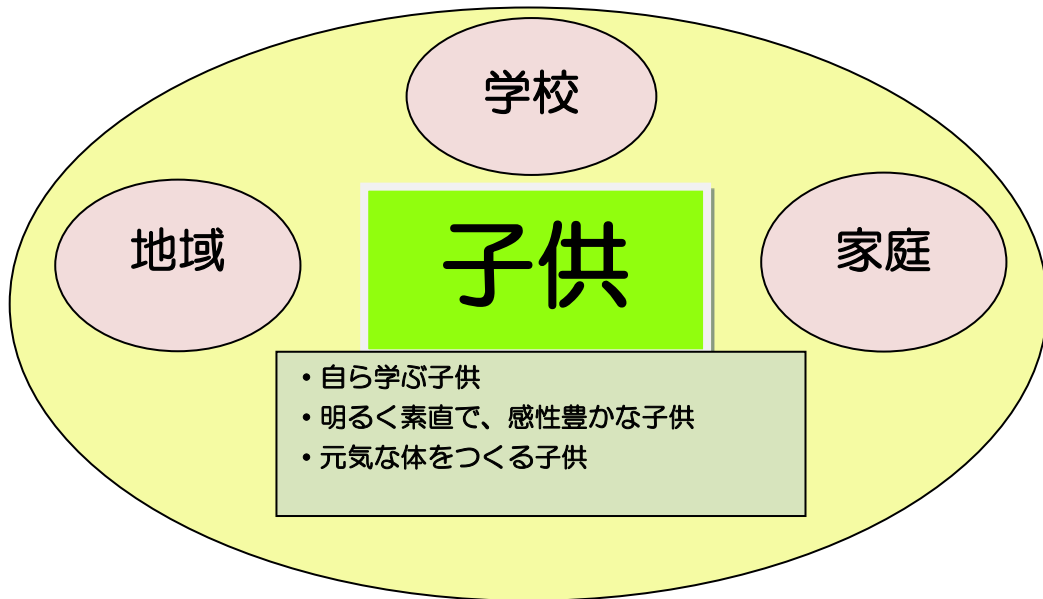 学校
地域
子供
家庭
・自ら学ぶ子供
・明るく素直で、感性豊かな子供
・元気な体をつくる子供